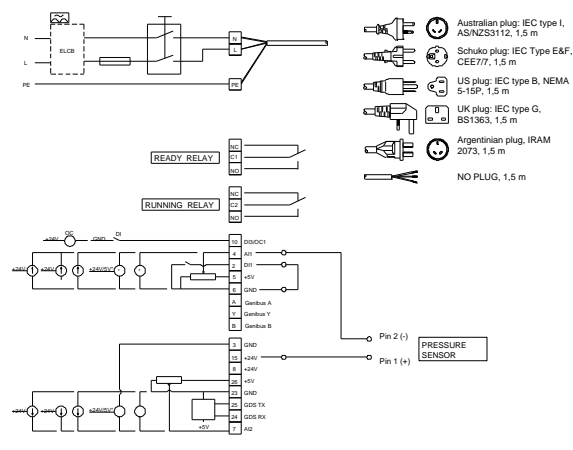 N
L
PE
ELCB
N
L
PE
Australian plug: IEC type I,
AS/NZS3112, 1,5 m
Schuko plug: IEC Type E&F,
CEE7/7, 1,5 m
US plug: IEC type B, NEMA
5-15P, 1,5 m
UK plug: IEC type G,
BS1363, 1,5 m
Argentinian plug, IRAM
2073, 1,5 m
NO PLUG, 1,5 m
READY RELAY
NC
C1
NO
RUNNING RELAY
NC
C2
NO
+24V
OC
GND
DI
10 DI3/OC1
4 AI1
2 DI1
5 +5V
6 GND
A Genibus A
Y Genibus Y
B Genibus B
+24V
+24V
+24V/5V
Pin 2 (-)
Pin 1 (+)
PRESSURE
SENSOR
3 GND
15 +24V
8 +24V
26 +5V
23 GND
25 GDS TX
24 GDS RX
7 AI2
+5V
+24V
+24V
+24V/5V